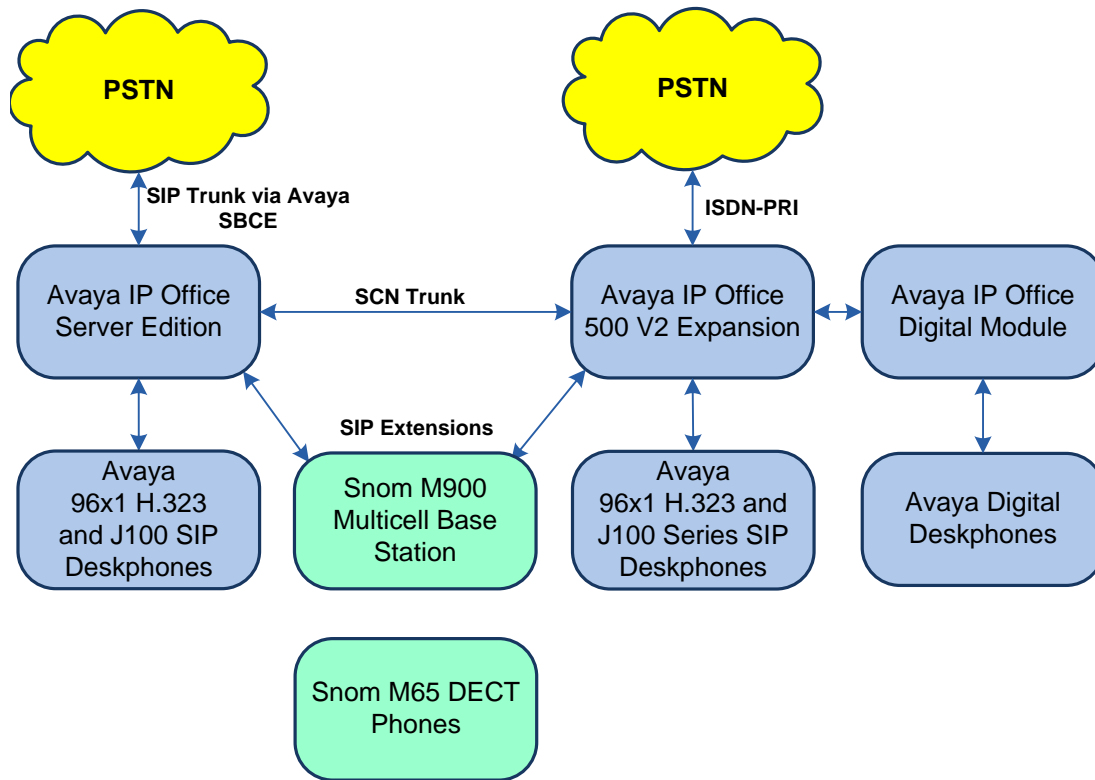 PSTN
PSTN
SIP Trunk via Avaya
SBCE
ISDN-PRI
Avaya IP Office
Server Edition
SCN Trunk
Avaya IP Office
500 V2 Expansion
Avaya IP Office
Digital Module
SIP Extensions
Avaya
96x1 H.323
and J100 SIP
Deskphones
Snom M900
Multicell Base
Station
Avaya
96x1 H.323 and
J100 Series SIP
Deskphones
Avaya Digital
Deskphones
Snom M65 DECT
Phones